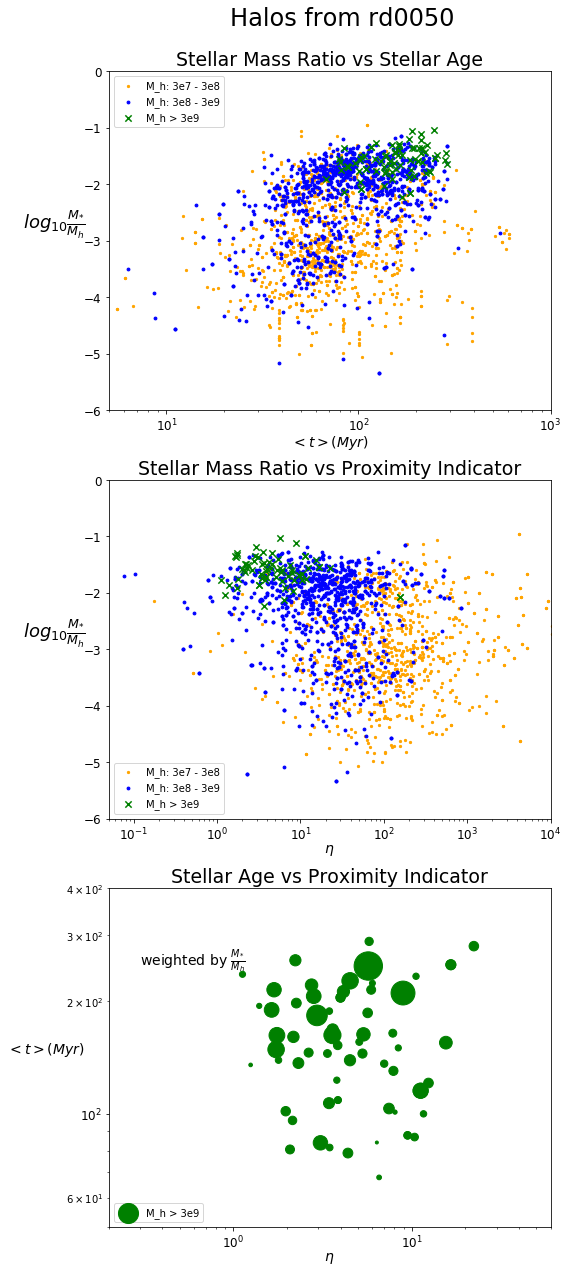 Halos from rd0050
Stellar Mass Ratio vs Stellar Age
0
M_h: 3e7 - 3e8
M_h: 3e8 - 3e9
M_h > 3e9
−1
−2
log₁₀ M*/Mₕ
−3
−4
−5
−6
10¹ 10² 10³
< t > (Myr)
Stellar Mass Ratio vs Proximity Indicator
0
−1
−2
log₁₀ M*/Mₕ
−3
−4
−5
M_h: 3e7 - 3e8
M_h: 3e8 - 3e9
M_h > 3e9
−6
10⁻¹ 10⁰ 10¹ 10² 10³ 10⁴
η
Stellar Age vs Proximity Indicator
4 × 10²
3 × 10²
weighted by M*/Mₕ
2 × 10²
< t > (Myr)
10²
6 × 10¹
M_h > 3e9
10⁰ 10¹
η